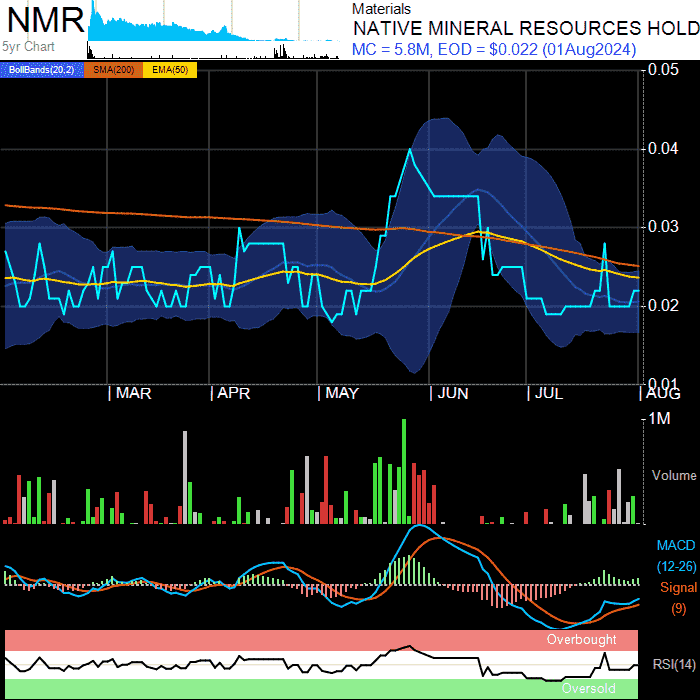 NMR
5yr Chart
Materials
NATIVE MINERAL RESOURCES HOLD
MC = 5.8M, EOD = $0.022 (01Aug2024)
BollBands(20,2) SMA(200) EMA(50)
0.05
0.04
0.03
0.02
0.01
MAR APR MAY JUN JUL AUG
1M
Volume
MACD
(12-26)
Signal
(9)
Overbought
RSI(14)
Oversold